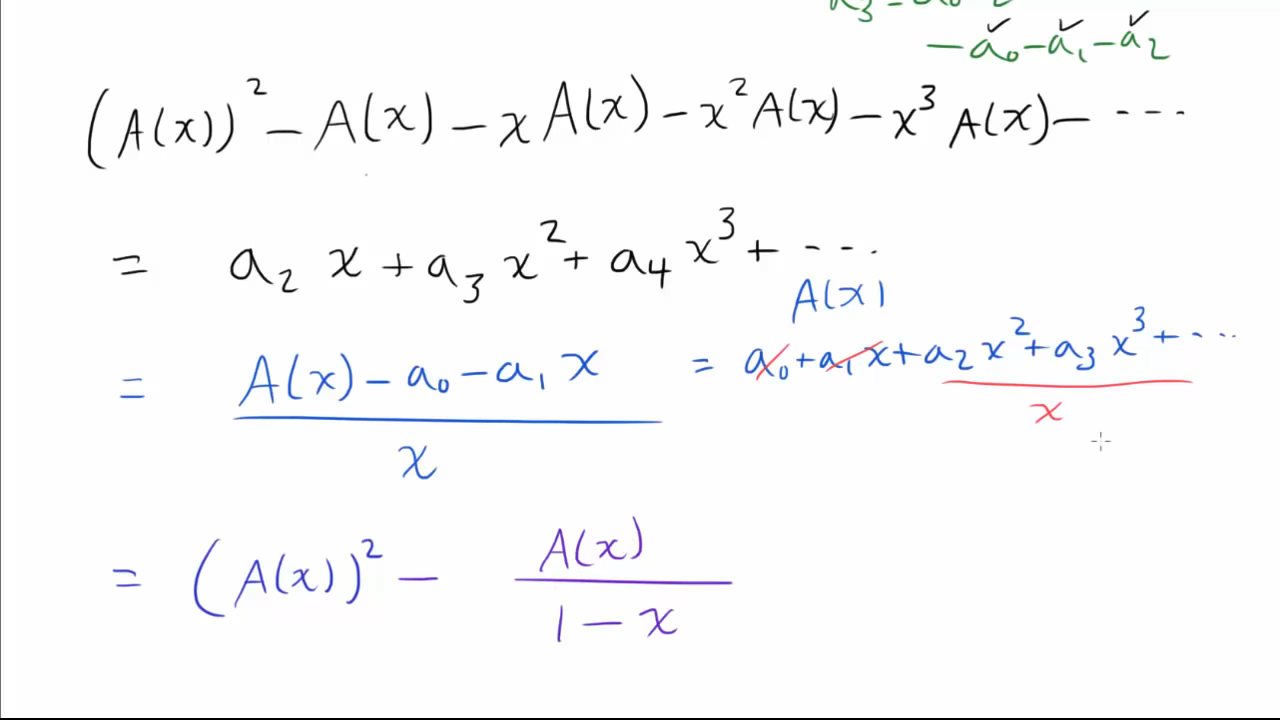 − a₀ − a₁ − a₂
(A(x))² − A(x) − x A(x) − x² A(x) − x³ A(x) − ⋯
= a₂ x + a₃ x² + a₄ x³ + ⋯
A(x)
= (A(x) − a₀ − a₁ x) / x
= a₀ + a₁ x + a₂ x² + a₃ x³ + ⋯
x
= (A(x))² − A(x) / (1 − x)